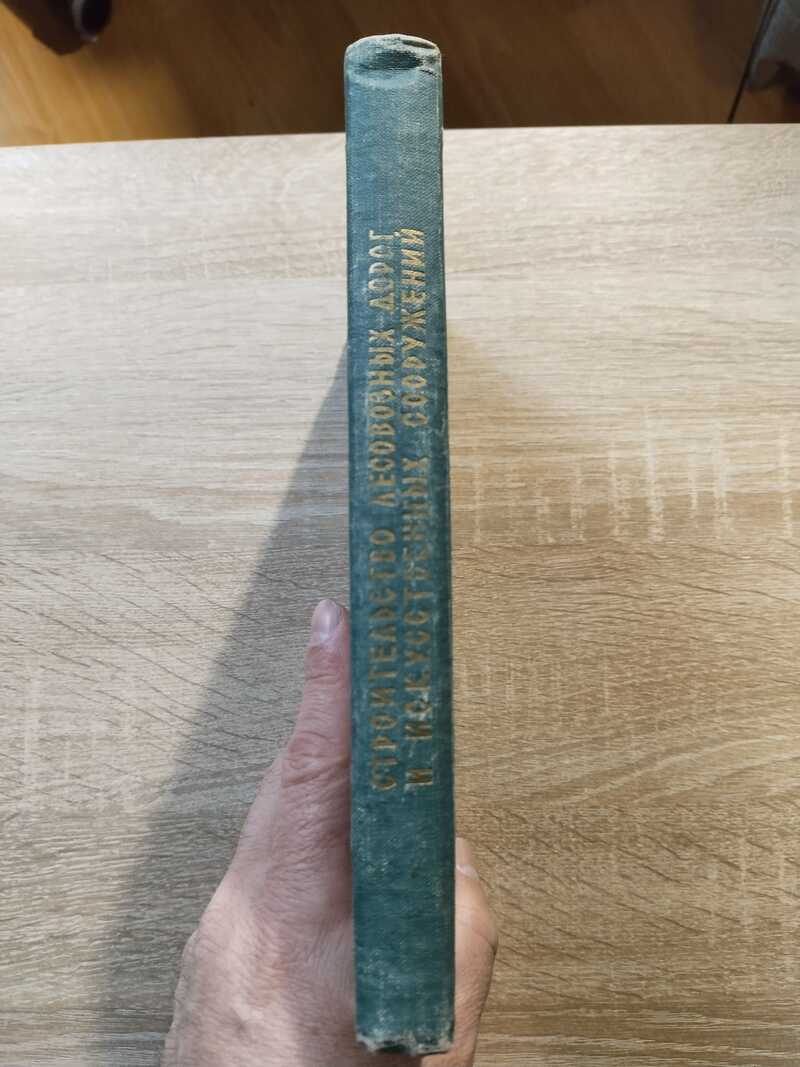 СТРОИТЕЛЬСТВО ЛЕСОВОЗНЫХ ДОРОГ
И ИСКУССТВЕННЫХ СООРУЖЕНИЙ